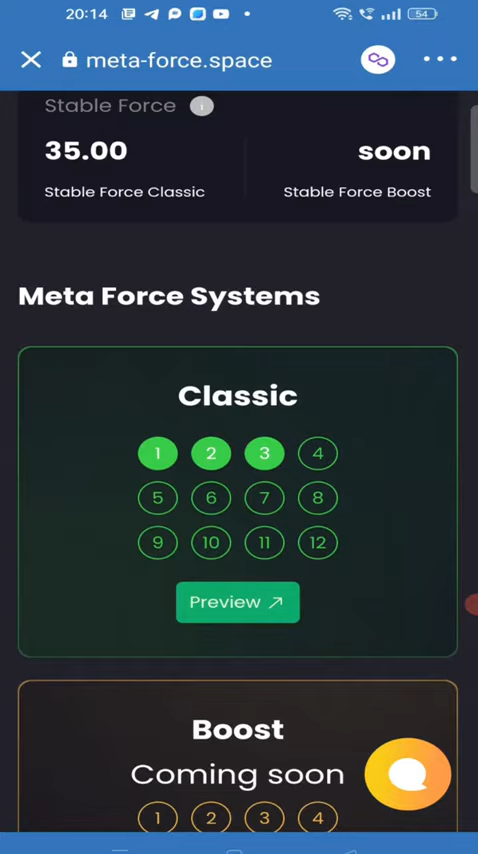 20:14
54
meta-force.space
Stable Force i
35.00 soon
Stable Force Classic Stable Force Boost
Meta Force Systems
Classic
1 2 3 4
5 6 7 8
9 10 11 12
Preview
Boost
Coming soon
1 2 3 4